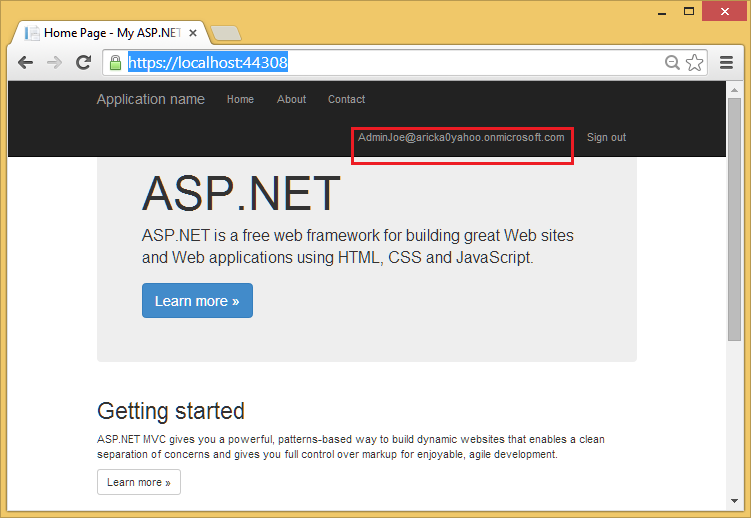 Home Page - My ASP.NET
https://localhost:44308
Application name Home About Contact
AdminJoe@aricka0yahoo.onmicrosoft.com Sign out
ASP.NET
ASP.NET is a free web framework for building great Web sites
and Web applications using HTML, CSS and JavaScript.
Learn more »
Getting started
ASP.NET MVC gives you a powerful, patterns-based way to build dynamic websites that enables a clean
separation of concerns and gives you full control over markup for enjoyable, agile development.
Learn more »